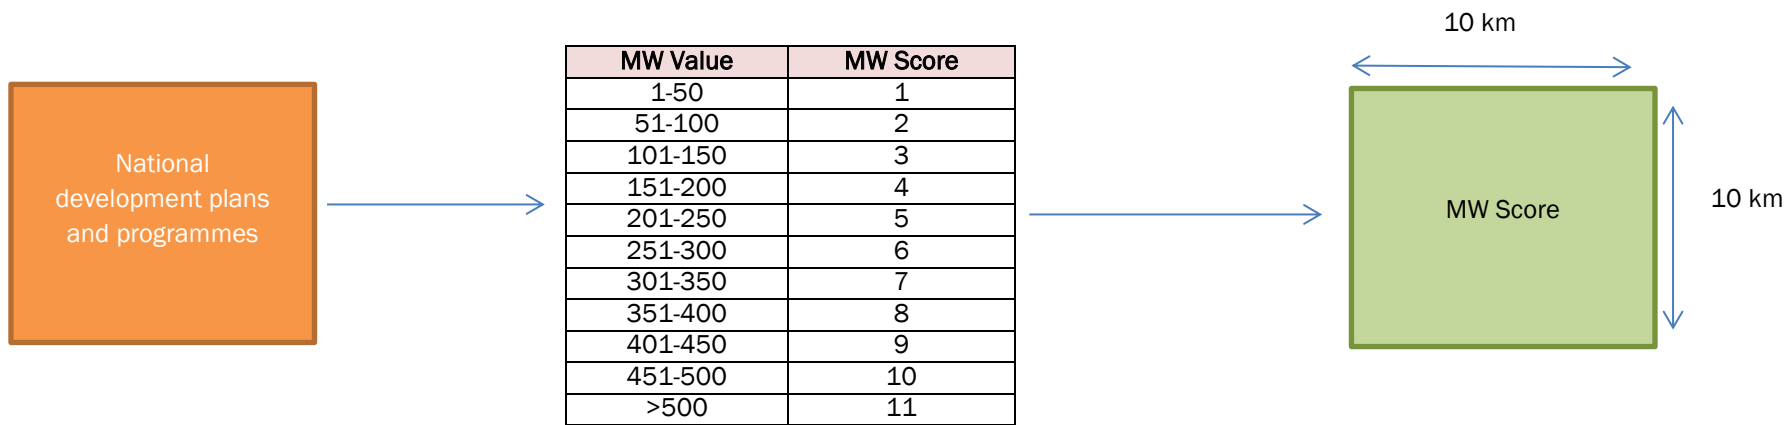 National
development plans
and programmes
MW Value MW Score
1-50 1
51-100 2
101-150 3
151-200 4
201-250 5
251-300 6
301-350 7
351-400 8
401-450 9
451-500 10
>500 11
10 km
MW Score
10 km